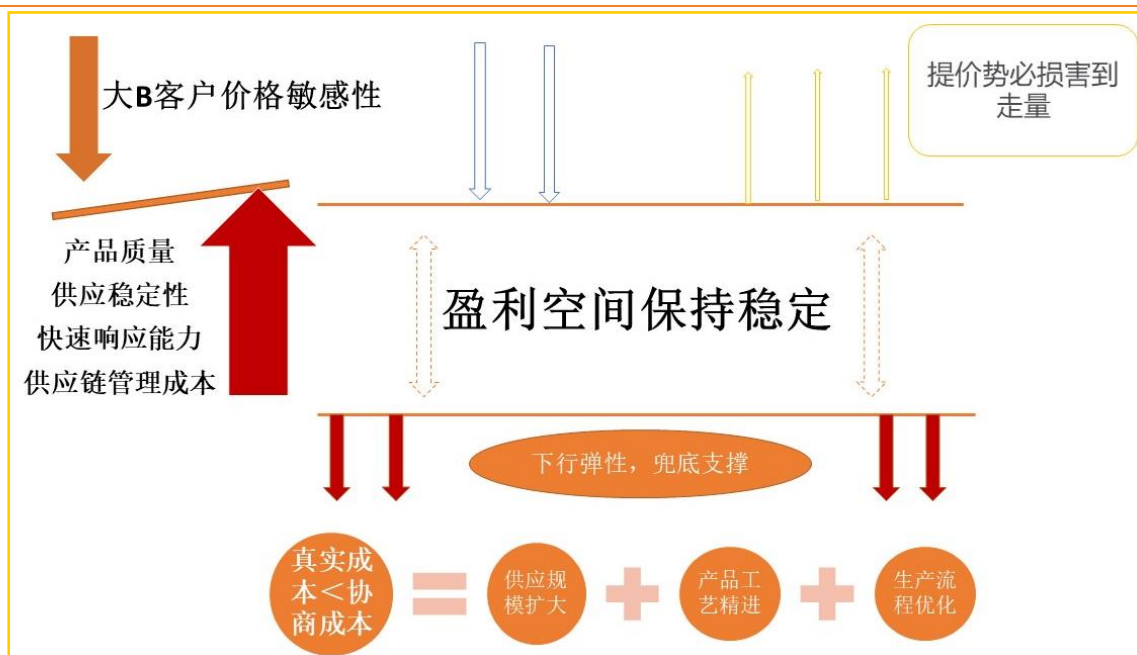 大B客户价格敏感性
提价势必损害到
走量
产品质量
供应稳定性
快速响应能力
供应链管理成本
盈利空间保持稳定
下行弹性，兜底支撑
真实成
本＜协
商成本
供应规
模扩大
产品工
艺精进
生产流
程优化